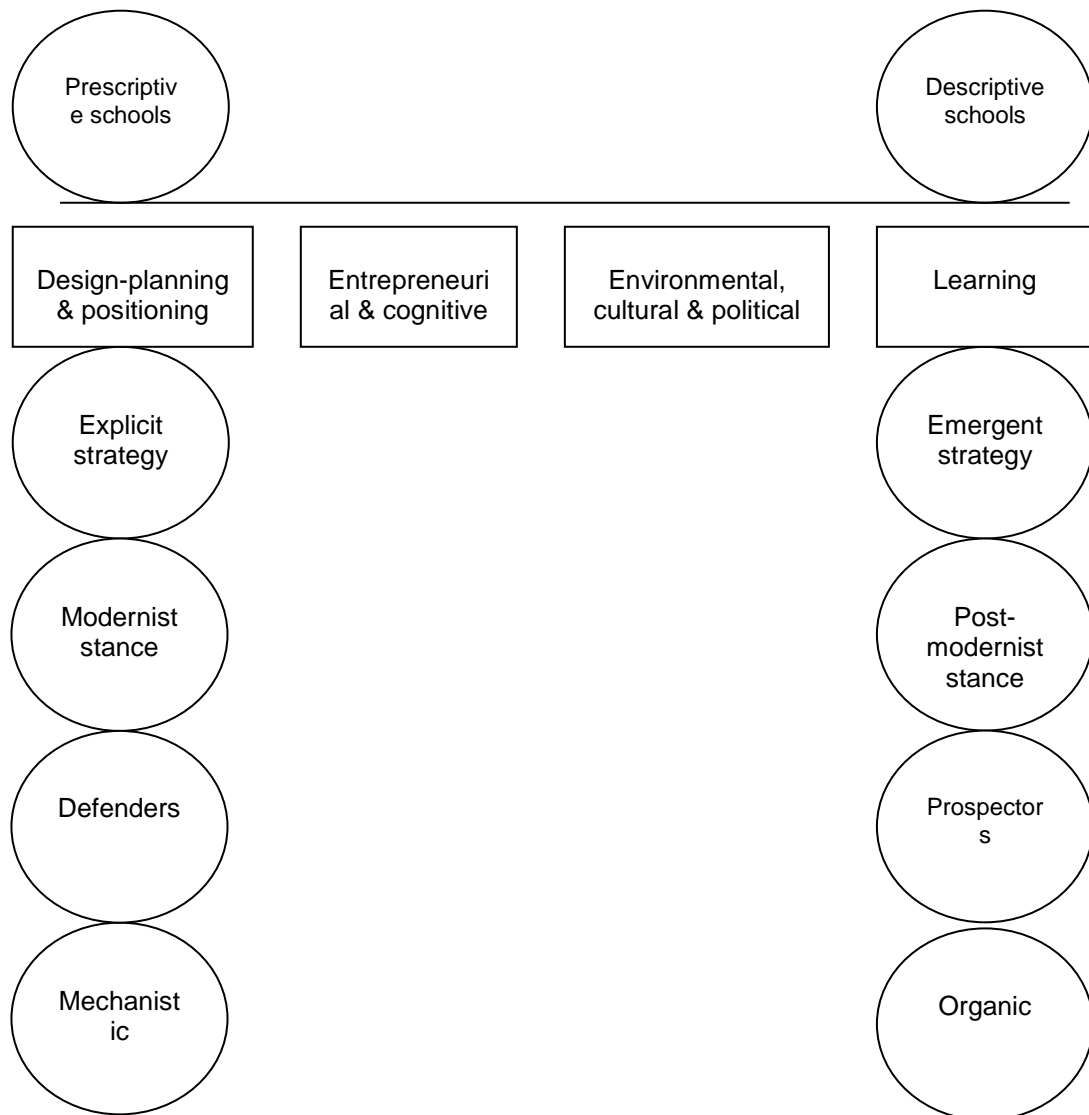 Prescriptiv
e schools
Descriptive
schools
Design-planning
& positioning
Entrepreneuri
al & cognitive
Environmental,
cultural & political
Learning
Explicit
strategy
Emergent
strategy
Modernist
stance
Post-
modernist
stance
Defenders
Prospector
s
Mechanist
ic
Organic